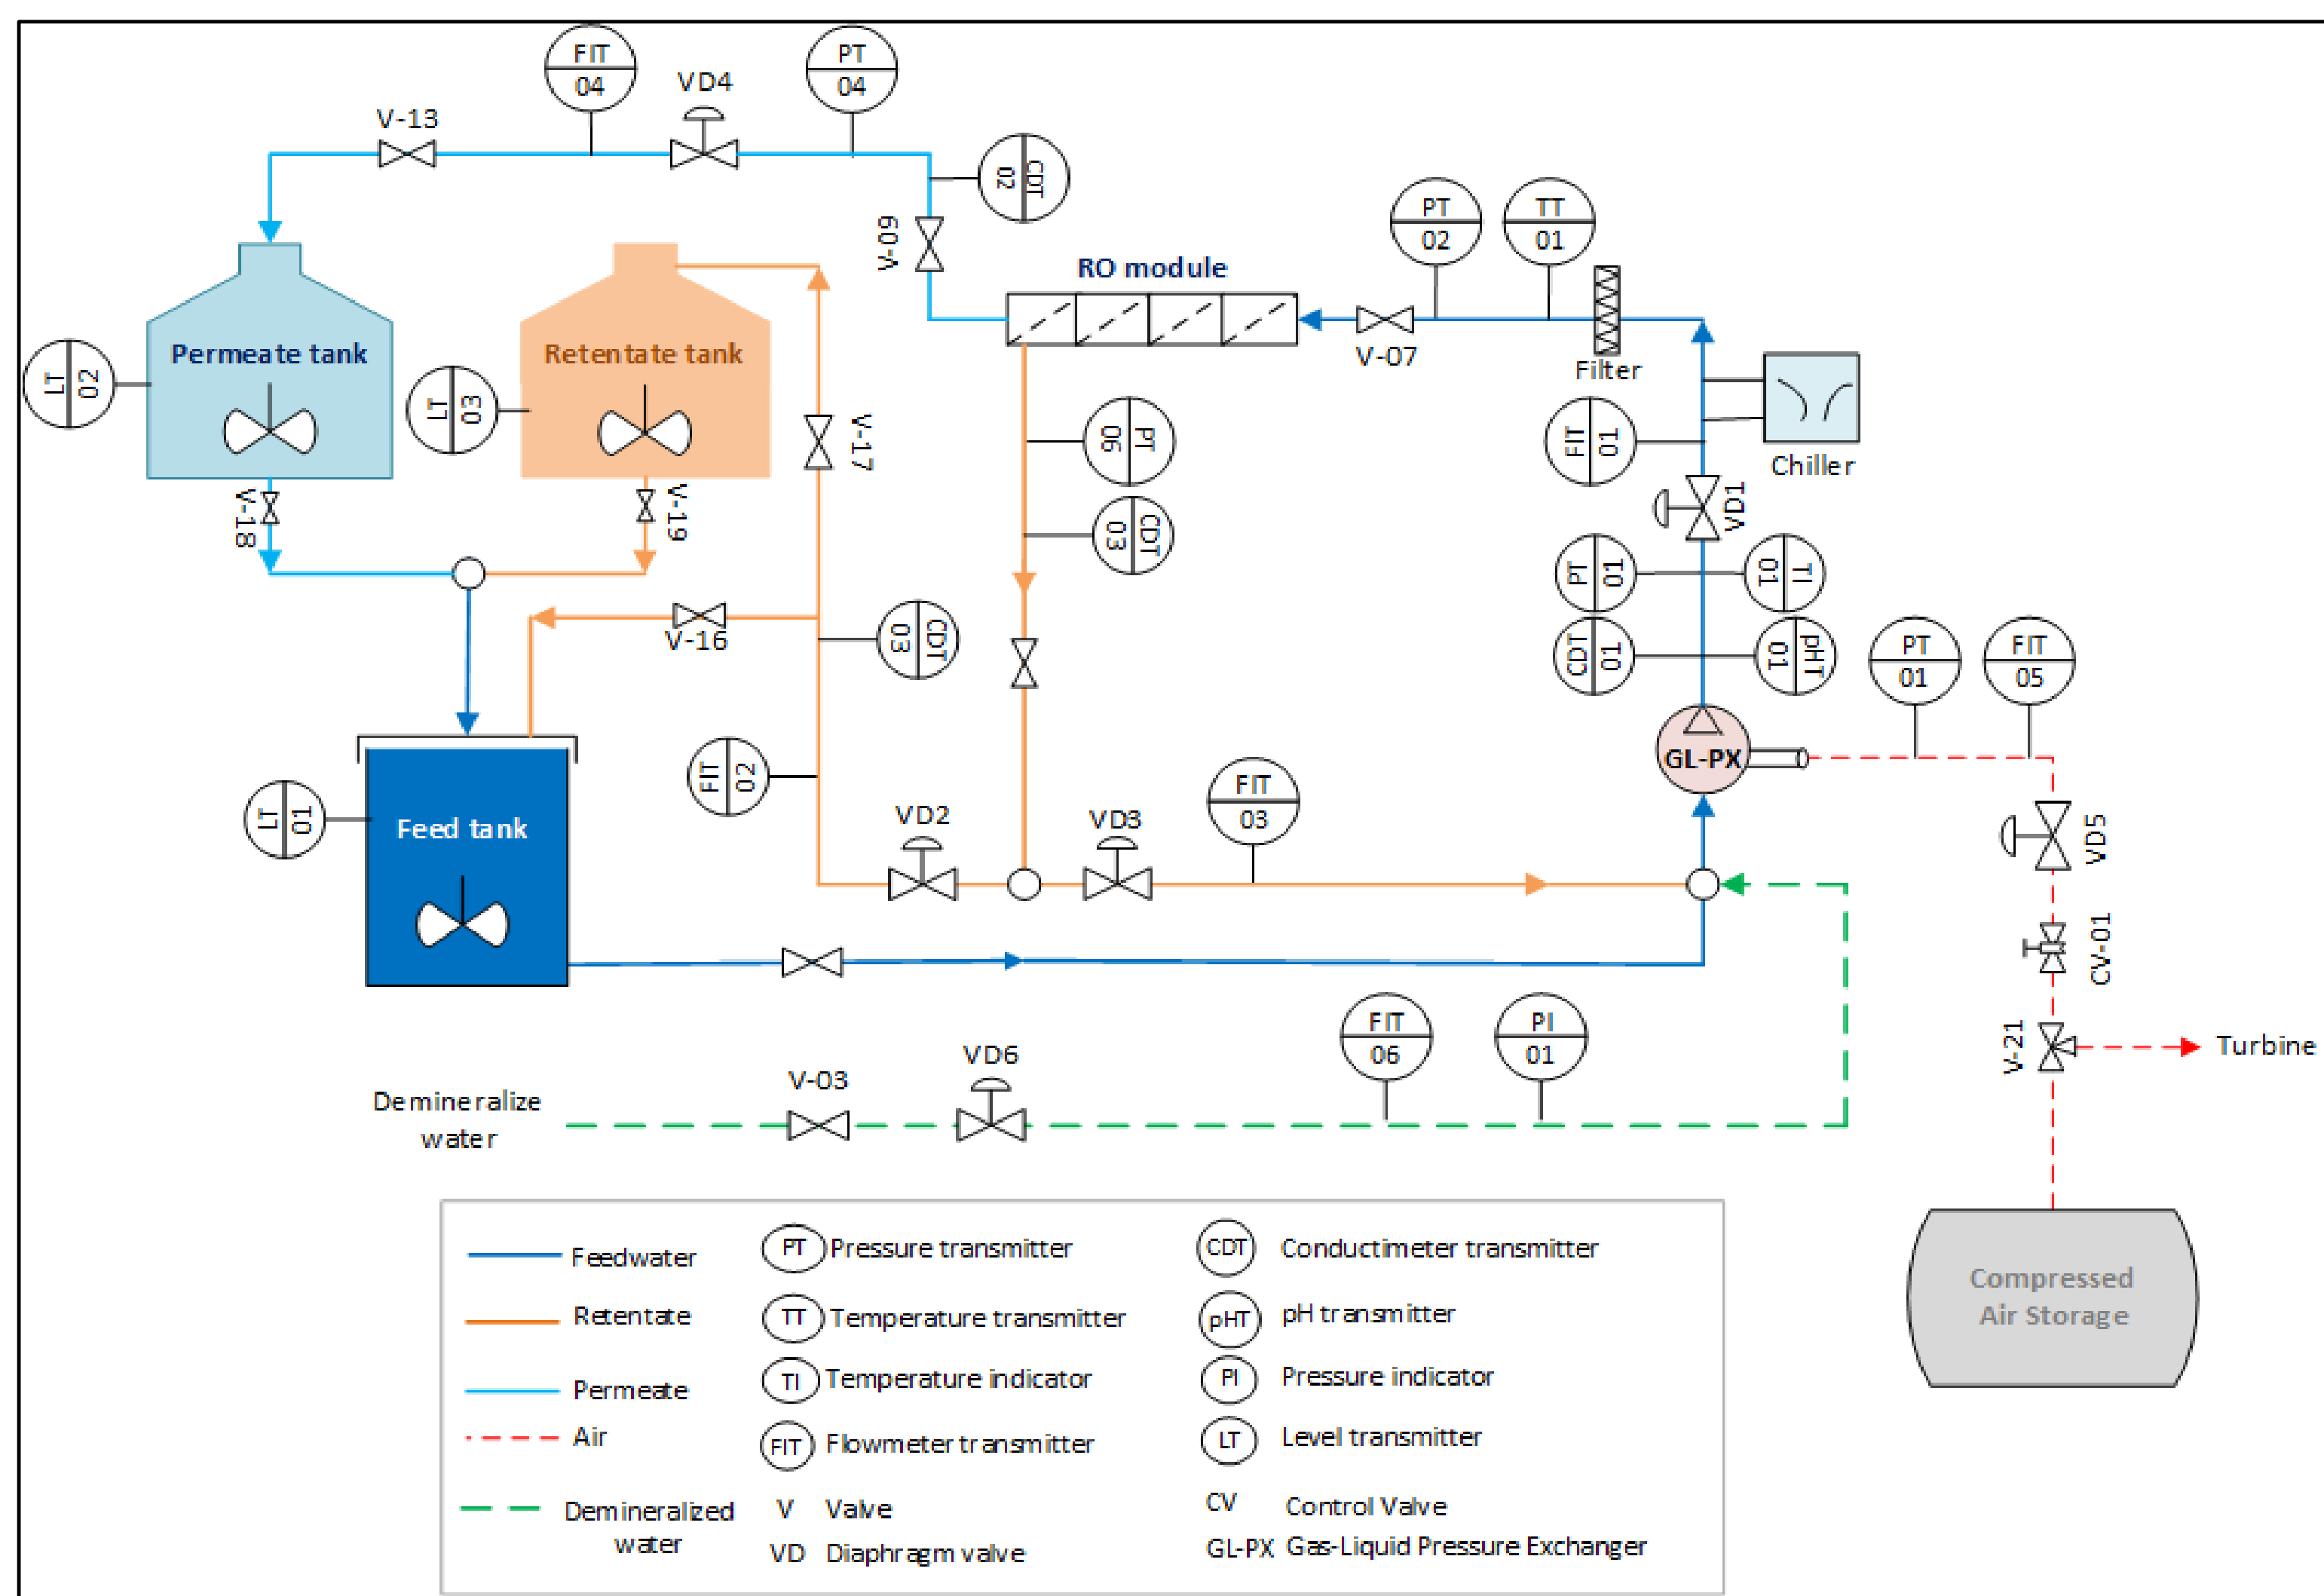 FIT
04
VD4
PT
04
V-13
CDT
02
V-09
PT
02
TT
01
RO module
Permeate tank
Retentate tank
LT
02
LT
03
V-07
Filter
V-17
PT
06
FIT
01
Chiller
V-18
V-19
CDT
03
VD1
PT
01
TI
01
V-16
CDT
03
CDT
01
pHT
01
PT
01
FIT
05
GL-PX
FIT
02
FIT
03
LT
01
Feed tank
VD2
VD3
VD5
CV-01
FIT
06
PI
01
V-21
Turbine
V-03
VD6
Demineralize
water
Compressed
Air Storage
Feedwater
Retentate
Permeate
Air
Demineralized
water
PT Pressure transmitter
TT Temperature transmitter
TI Temperature indicator
FIT Flowmeter transmitter
V Valve
VD Diaphragm valve
CDT Conductimeter transmitter
pHT pH transmitter
PI Pressure indicator
LT Level transmitter
CV Control Valve
GL-PX Gas-Liquid Pressure Exchanger